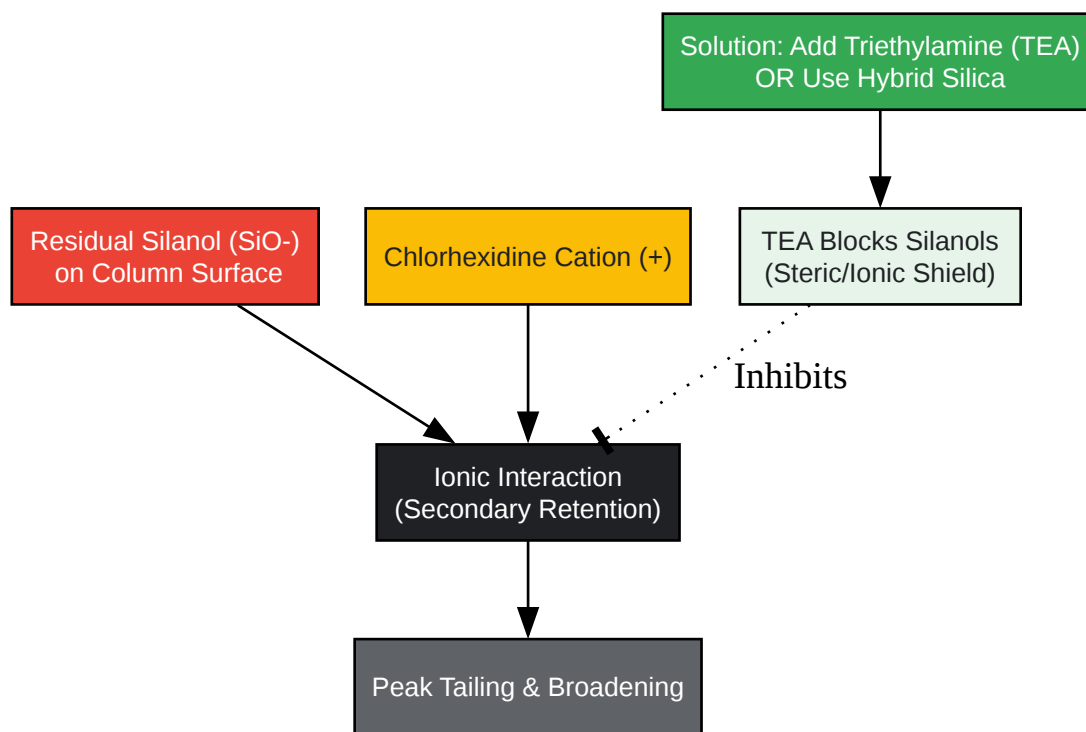 Solution: Add Triethylamine (TEA)
OR Use Hybrid Silica
Residual Silanol (SiO-)
on Column Surface
Chlorhexidine Cation (+)
TEA Blocks Silanols
(Steric/Ionic Shield)
Inhibits
Ionic Interaction
(Secondary Retention)
Peak Tailing & Broadening